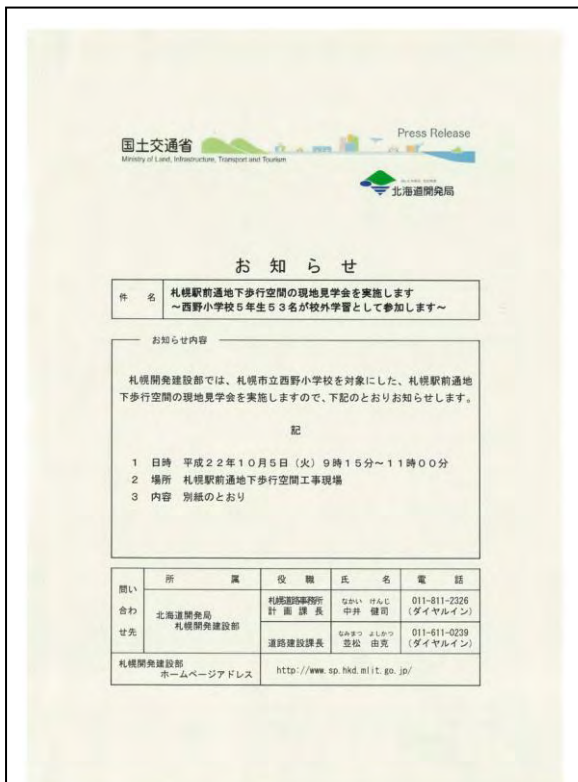 Press Release
国土交通省
Ministry of Land, Infrastructure, Transport and Tourism
北海道開発局
お知らせ
件名
札幌駅前通地下歩行空間の現地見学会を実施します
～西野小学校5年生53名が校外学習として参加します～
お知らせ内容
札幌開発建設部では、札幌市立西野小学校を対象にした、札幌駅前通地
下歩行空間の現地見学会を実施しますので、下記のとおりお知らせします。
記
1 日時 平成22年10月5日(火)9時15分～11時00分
2 場所 札幌駅前通地下歩行空間工事現場
3 内容 別紙のとおり
問い
合わ
せ先
所属 役職 氏名 電話
北海道開発局
札幌開発建設部
札幌道路事務所
計画課長
なかい けんじ
中井 健司
011-811-2326
(ダイヤルイン)
道路建設課長
なみまつ よしかつ
並松 由克
011-611-0239
(ダイヤルイン)
札幌開発建設部
ホームページアドレス
http://www.sp.hkd.mlit.go.jp/